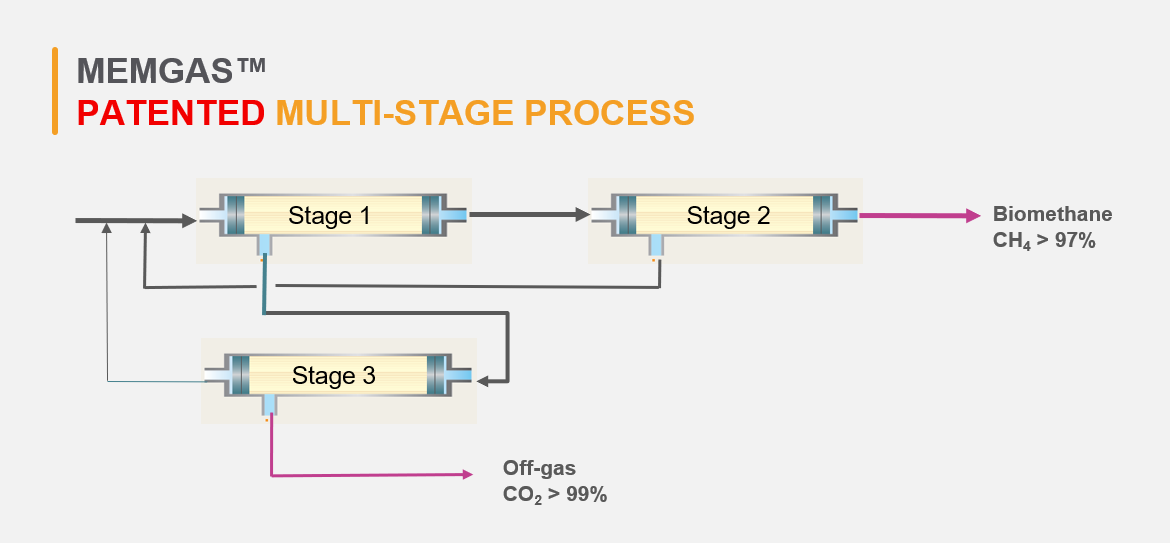 MEMGAS™
PATENTED MULTI-STAGE PROCESS
Stage 1
Stage 2
Biomethane
CH₄ > 97%
Stage 3
Off-gas
CO₂ > 99%